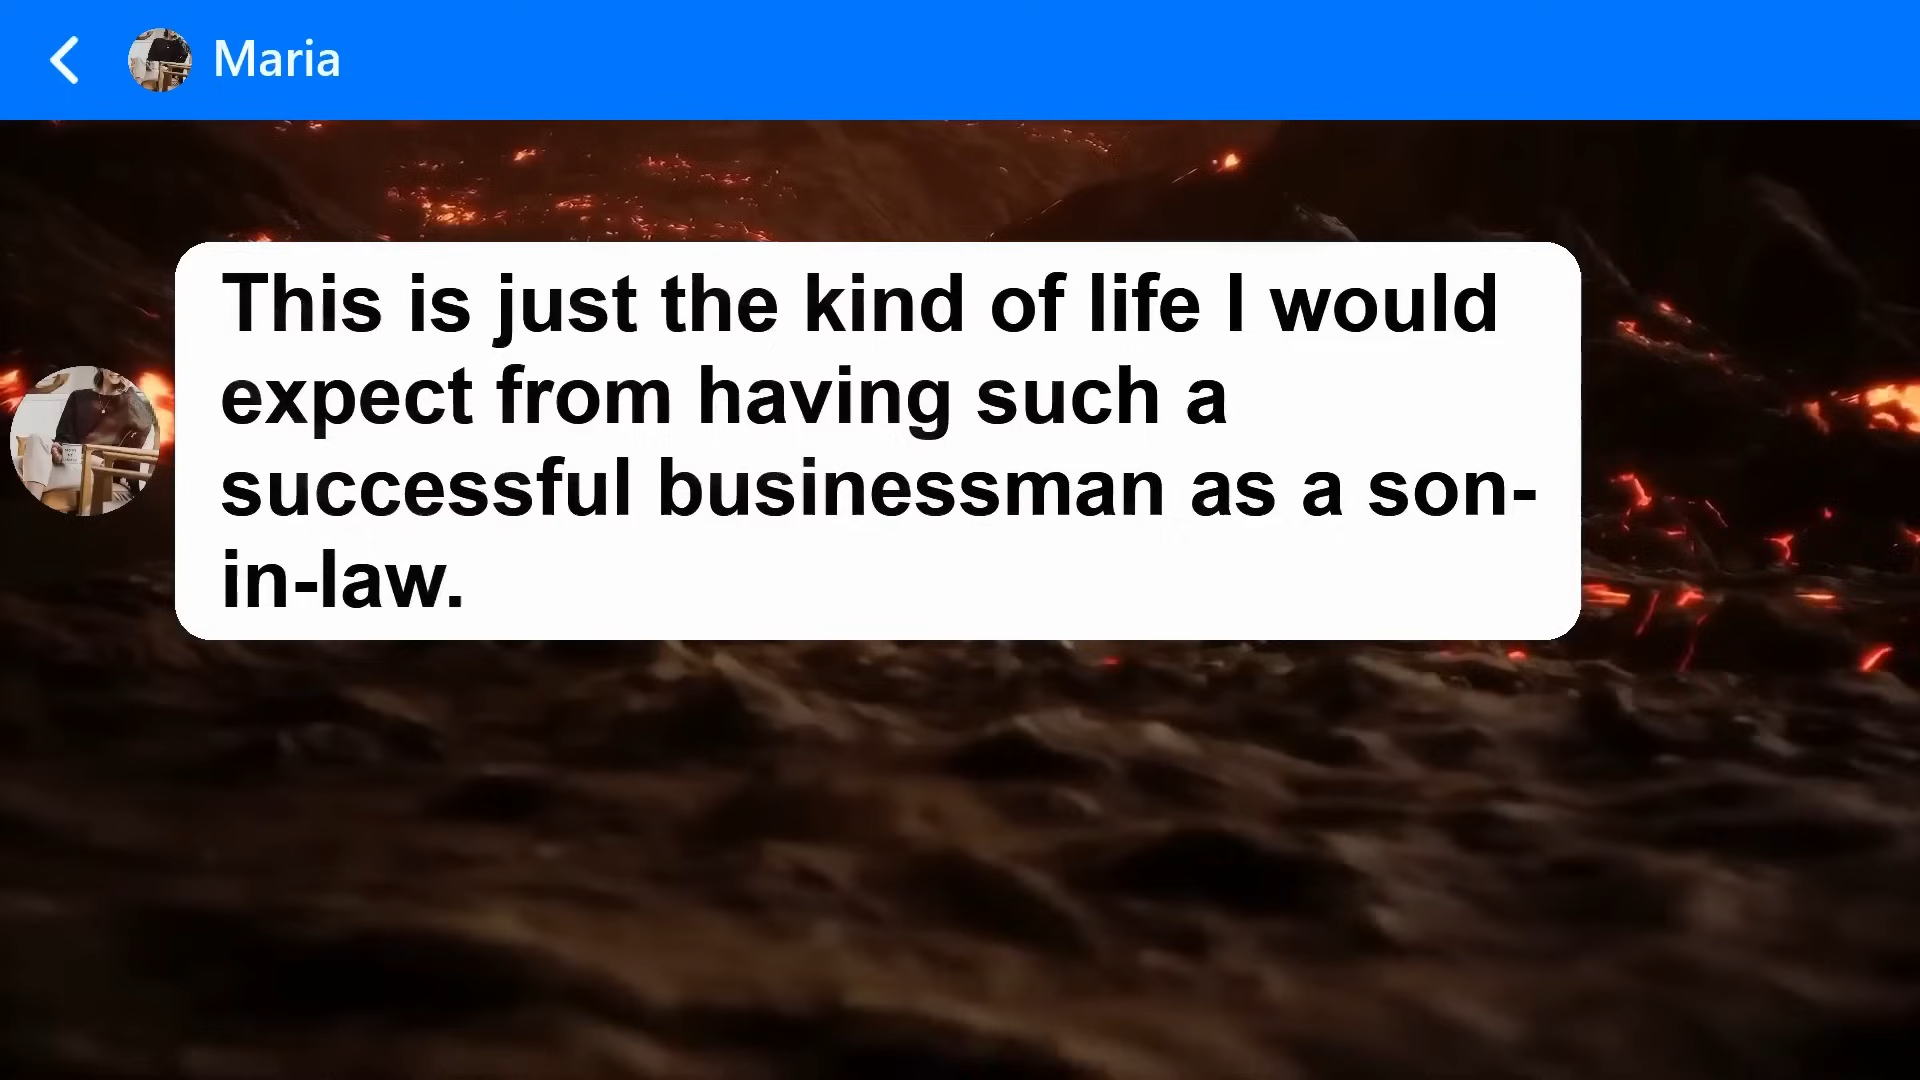 Maria
This is just the kind of life I would
expect from having such a
successful businessman as a son-
in-law.